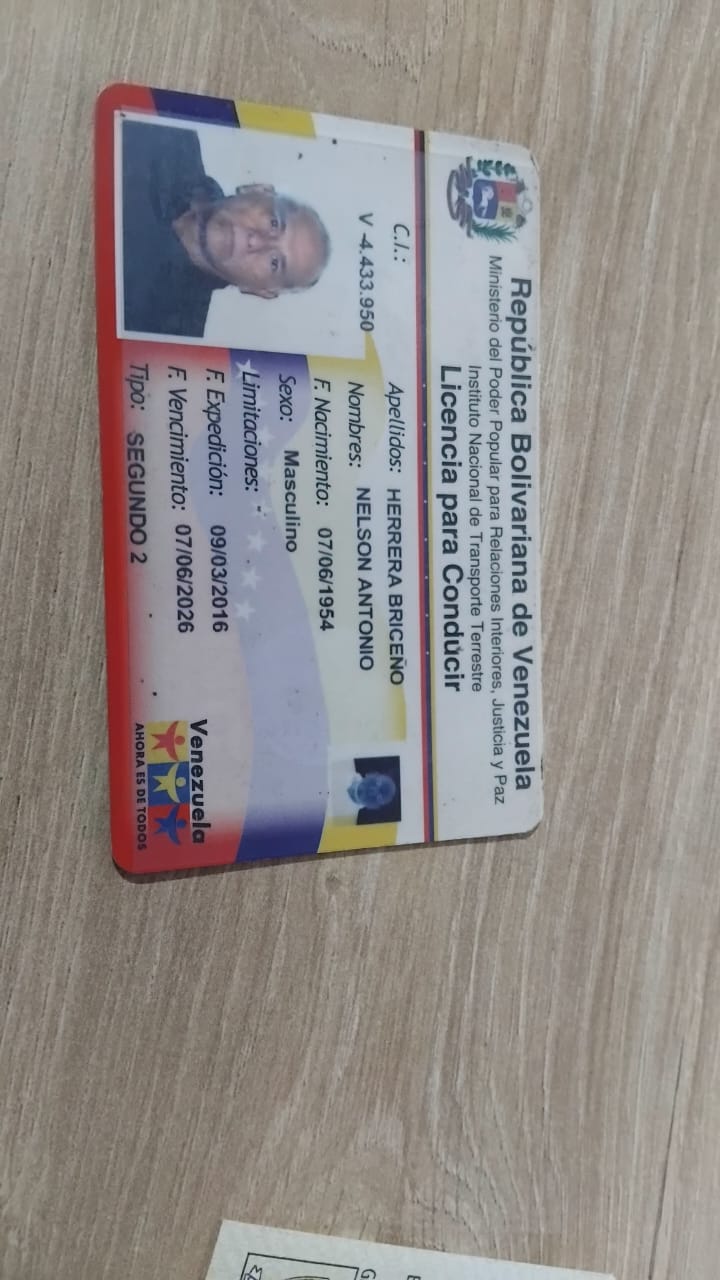 República Bolivariana de Venezuela
Ministerio del Poder Popular para Relaciones Interiores, Justicia y Paz
Instituto Nacional de Transporte Terrestre
Licencia para Conducir
C.I.:
V -4.433.950
Apellidos: HERRERA BRICEÑO
Nombres: NELSON ANTONIO
F. Nacimiento: 07/06/1954
Sexo: Masculino
Limitaciones: -
F. Expedición: 09/03/2016
F. Vencimiento: 07/06/2026
Tipo: SEGUNDO 2
Venezuela
AHORA ES DE TODOS